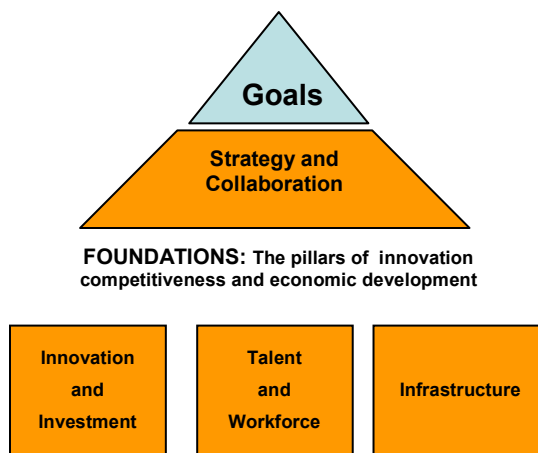 Goals
Strategy and
Collaboration
FOUNDATIONS: The pillars of innovation
competitiveness and economic development
Innovation
and
Investment
Talent
and
Workforce
Infrastructure